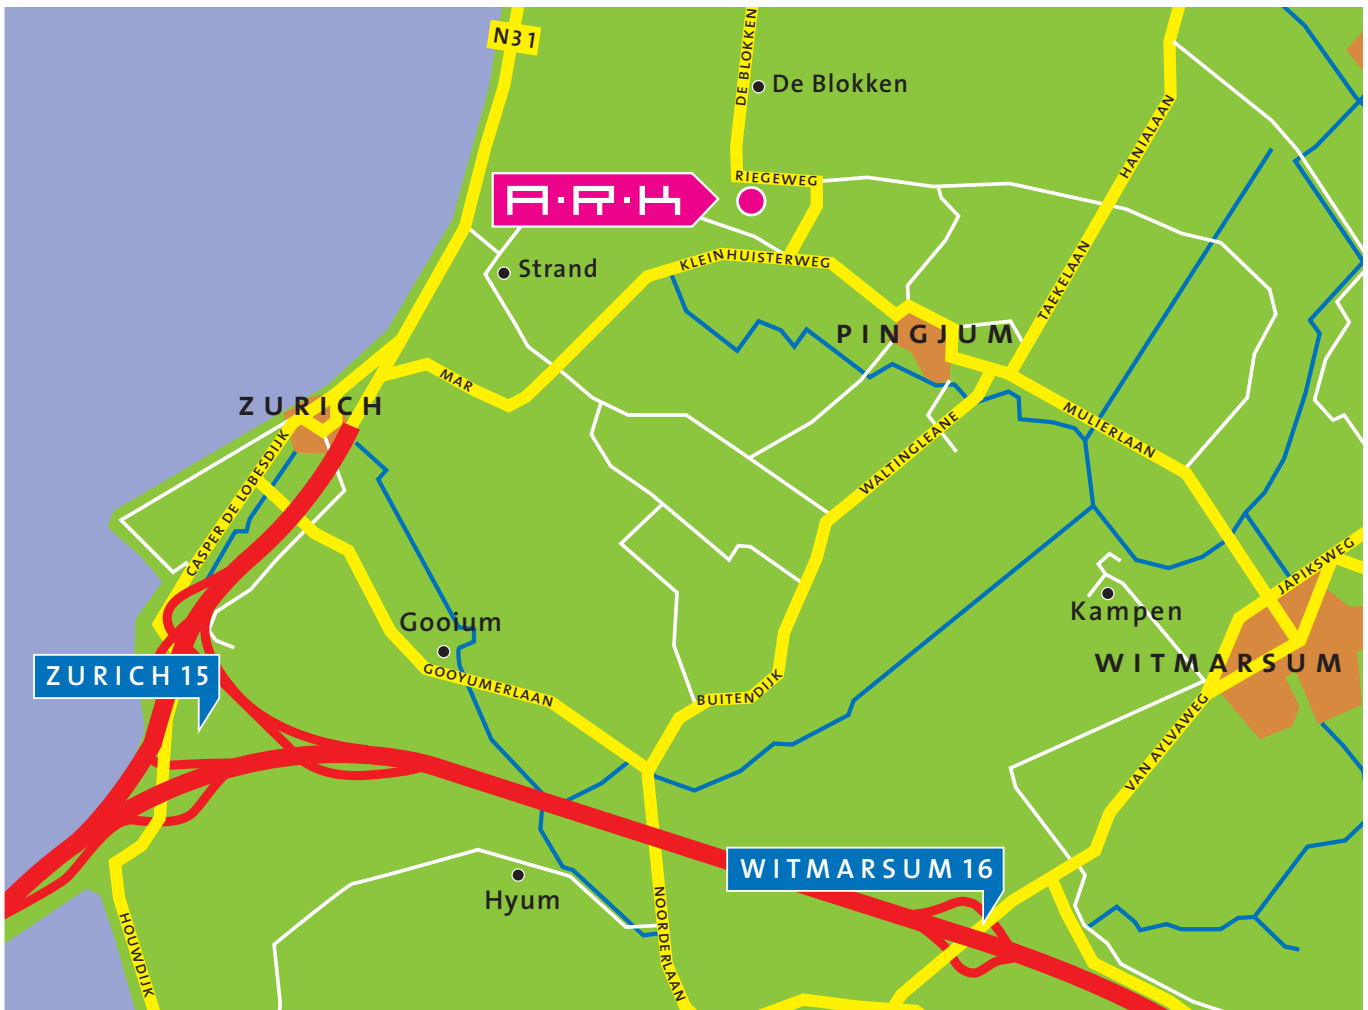 N31
DE BLOKKEN
De Blokken
HANIALAAN
RIEGEWEG
A·R·K
KLEINHUISTERWEG
Strand
TAEKELAAN
PINGJUM
MAR
ZURICH
MULIERLAAN
WALTINGLEANE
CASPER DE LOBESDIJK
JAPIKSWEG
Kampen
Gooium
WITMARSUM
ZURICH 15
GOOYUMERLAAN
BUITENDIJK
VAN AYLVAWEG
WITMARSUM 16
Hyum
NOORDERLAAN
HOUWDIJK